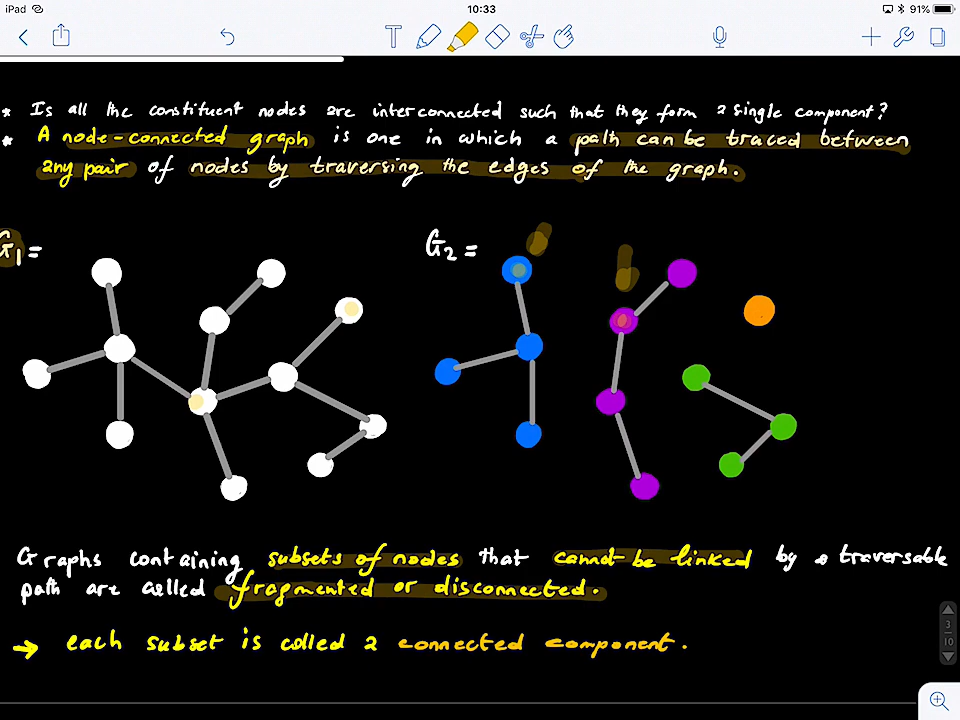 iPad 10:33 91%
* Is all the constituent nodes are interconnected such that they form a single component?
* A node-connected graph is one in which a path can be traced between
any pair of nodes by traversing the edges of the graph.
G1 =
G2 =
Graphs containing subsets of nodes that cannot be linked by a traversable
path are called fragmented or disconnected.
→ each subset is called a connected component.
3
10